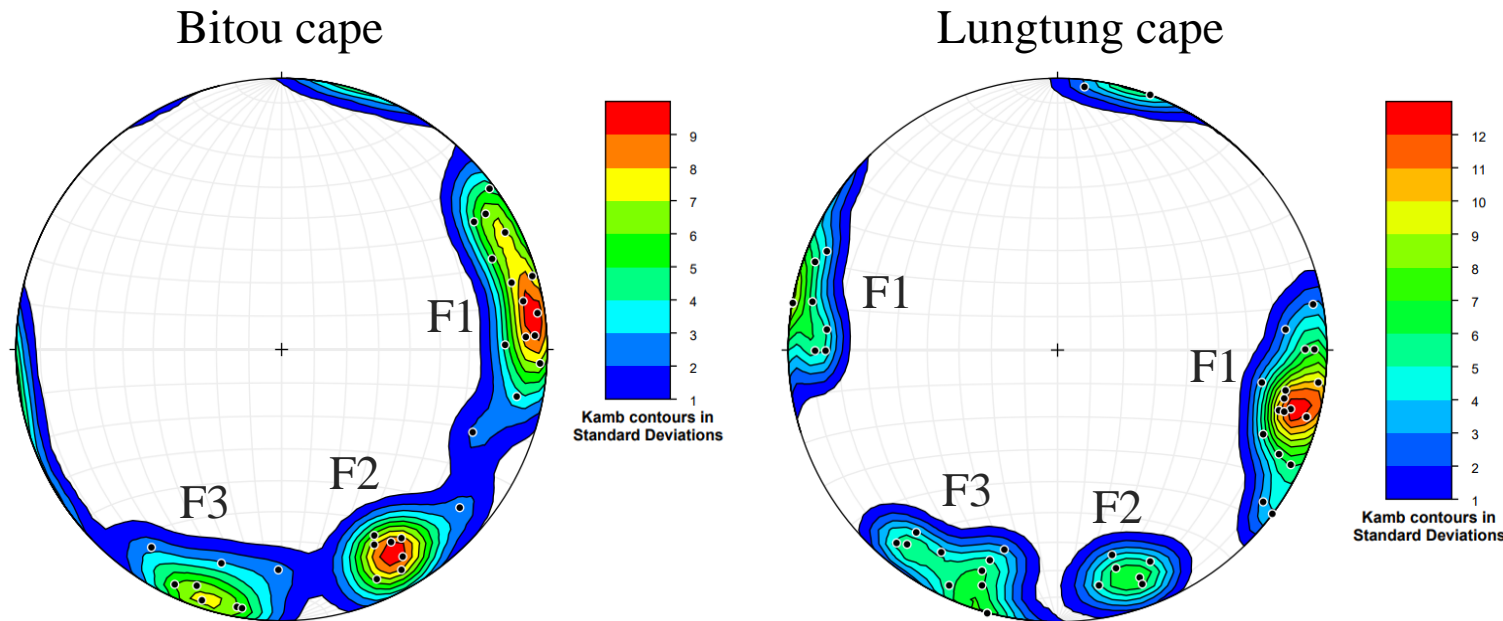 Bitou cape
Lungtung cape
9
8
7
6
5
4
3
2
1
Kamb contours in
Standard Deviations
F1
F2
F3
12
11
10
9
8
7
6
5
4
3
2
1
Kamb contours in
Standard Deviations
F1
F1
F3
F2